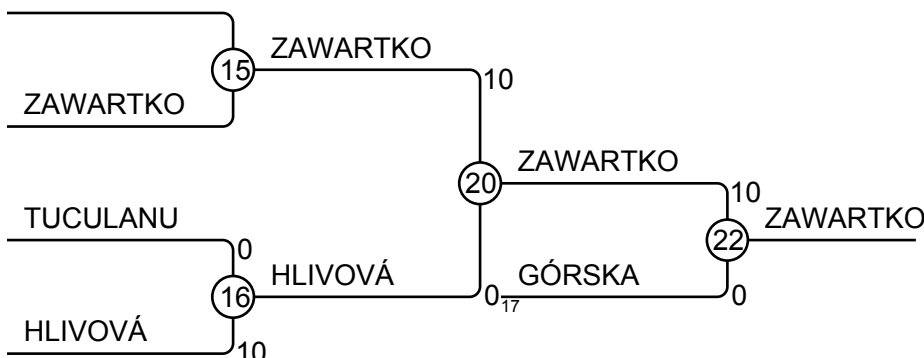 ZAWARTKO
15
10
ZAWARTKO
ZAWARTKO
20
10
TUCULANU
ZAWARTKO
0
22
16
HLIVOVÁ
0
17
GÓRSKA
0
HLIVOVÁ
10